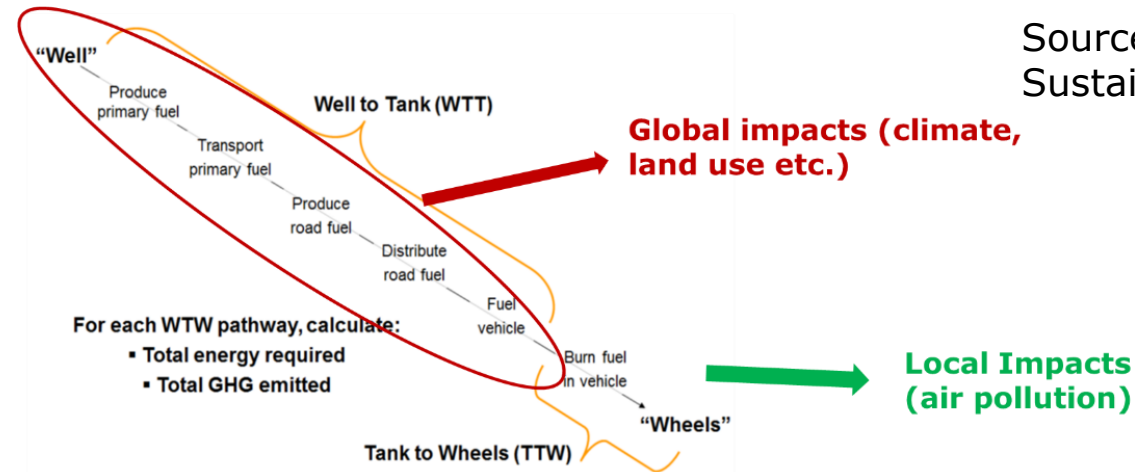 Source
Sustai
"Well"
Produce
primary fuel
Well to Tank (WTT)
Global impacts (climate,
land use etc.)
Transport
primary fuel
Produce
road fuel
Distribute
road fuel
Fuel
vehicle
For each WTW pathway, calculate:
▪ Total energy required
▪ Total GHG emitted
Burn fuel
in vehicle
Local Impacts
(air pollution)
"Wheels"
Tank to Wheels (TTW)